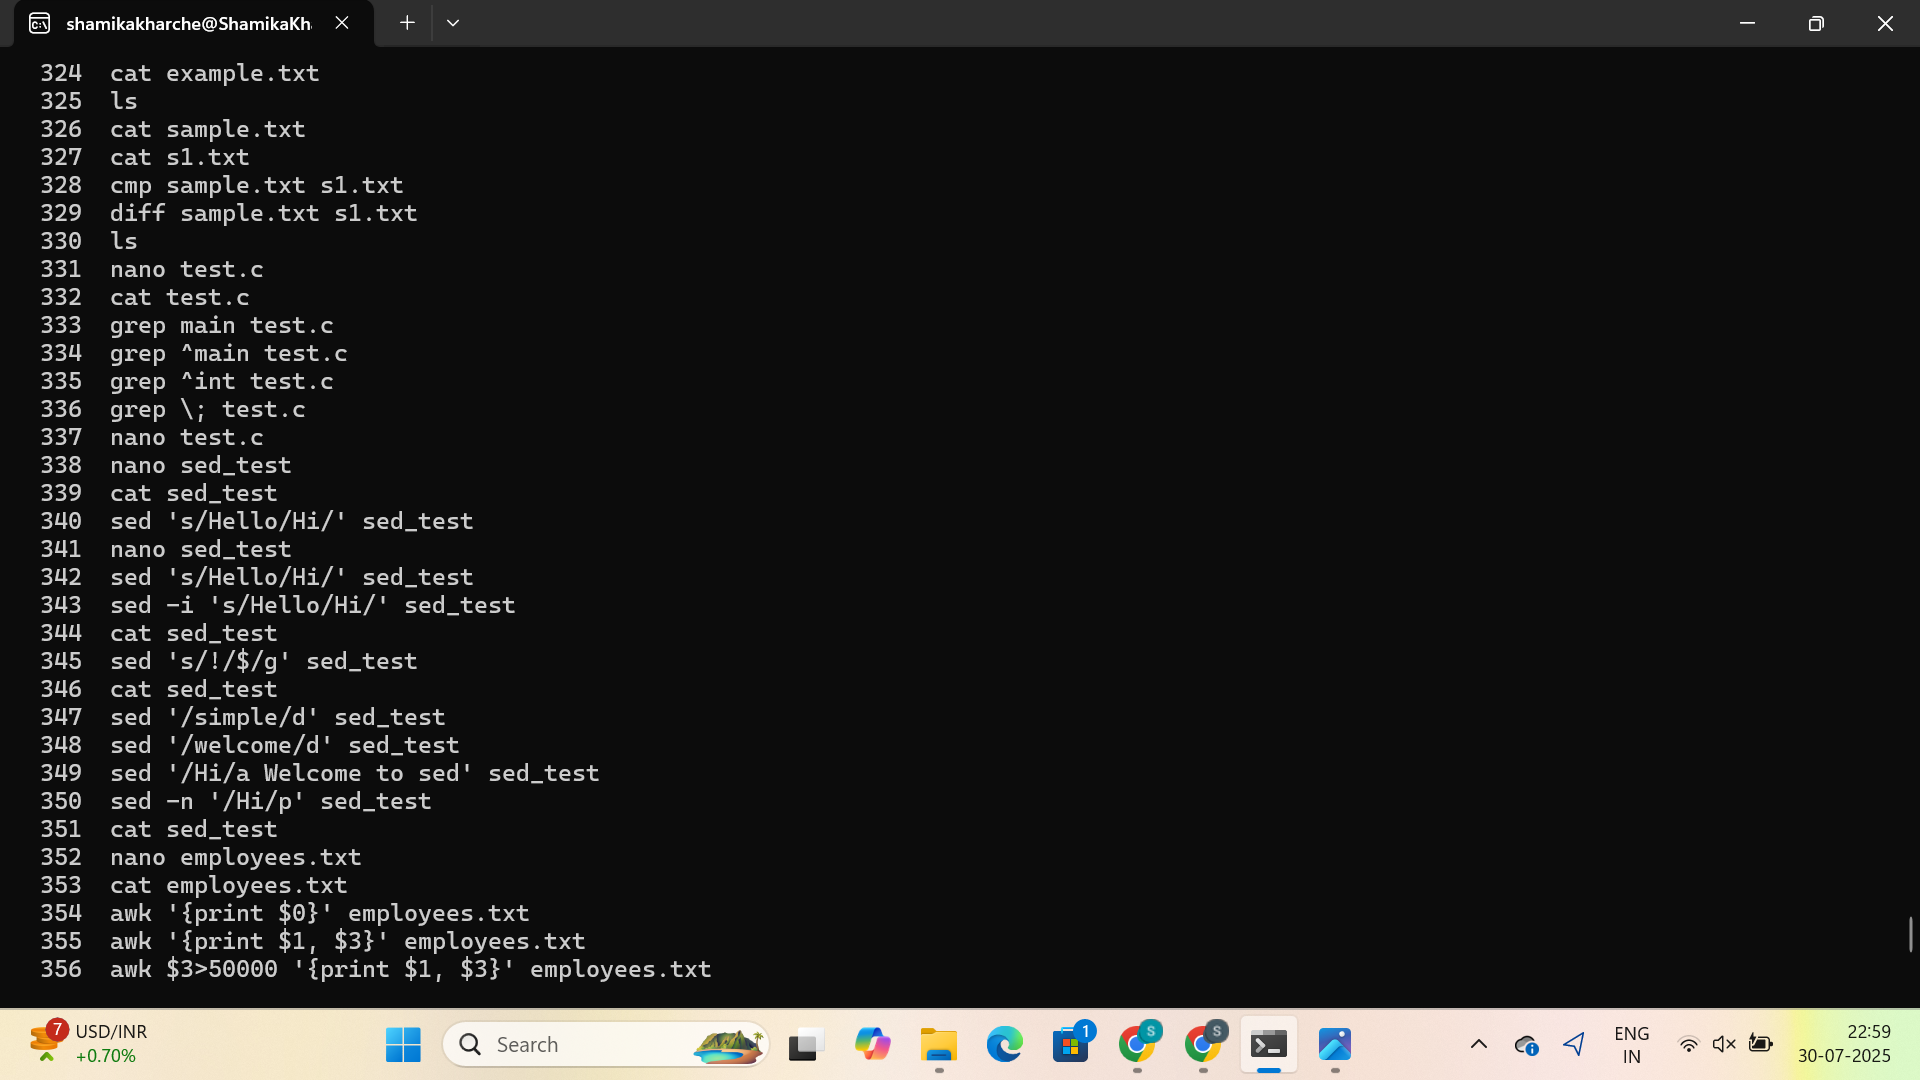 shamikakharche@ShamikaKh
324 cat example.txt
325 ls
326 cat sample.txt
327 cat s1.txt
328 cmp sample.txt s1.txt
329 diff sample.txt s1.txt
330 ls
331 nano test.c
332 cat test.c
333 grep main test.c
334 grep ^main test.c
335 grep ^int test.c
336 grep \; test.c
337 nano test.c
338 nano sed_test
339 cat sed_test
340 sed 's/Hello/Hi/' sed_test
341 nano sed_test
342 sed 's/Hello/Hi/' sed_test
343 sed -i 's/Hello/Hi/' sed_test
344 cat sed_test
345 sed 's/!/$/g' sed_test
346 cat sed_test
347 sed '/simple/d' sed_test
348 sed '/welcome/d' sed_test
349 sed '/Hi/a Welcome to sed' sed_test
350 sed -n '/Hi/p' sed_test
351 cat sed_test
352 nano employees.txt
353 cat employees.txt
354 awk '{print $0}' employees.txt
355 awk '{print $1, $3}' employees.txt
356 awk $3>50000 '{print $1, $3}' employees.txt
7 USD/INR
+0.70%
Search
1
S
S
ENG
IN
22:59
30-07-2025